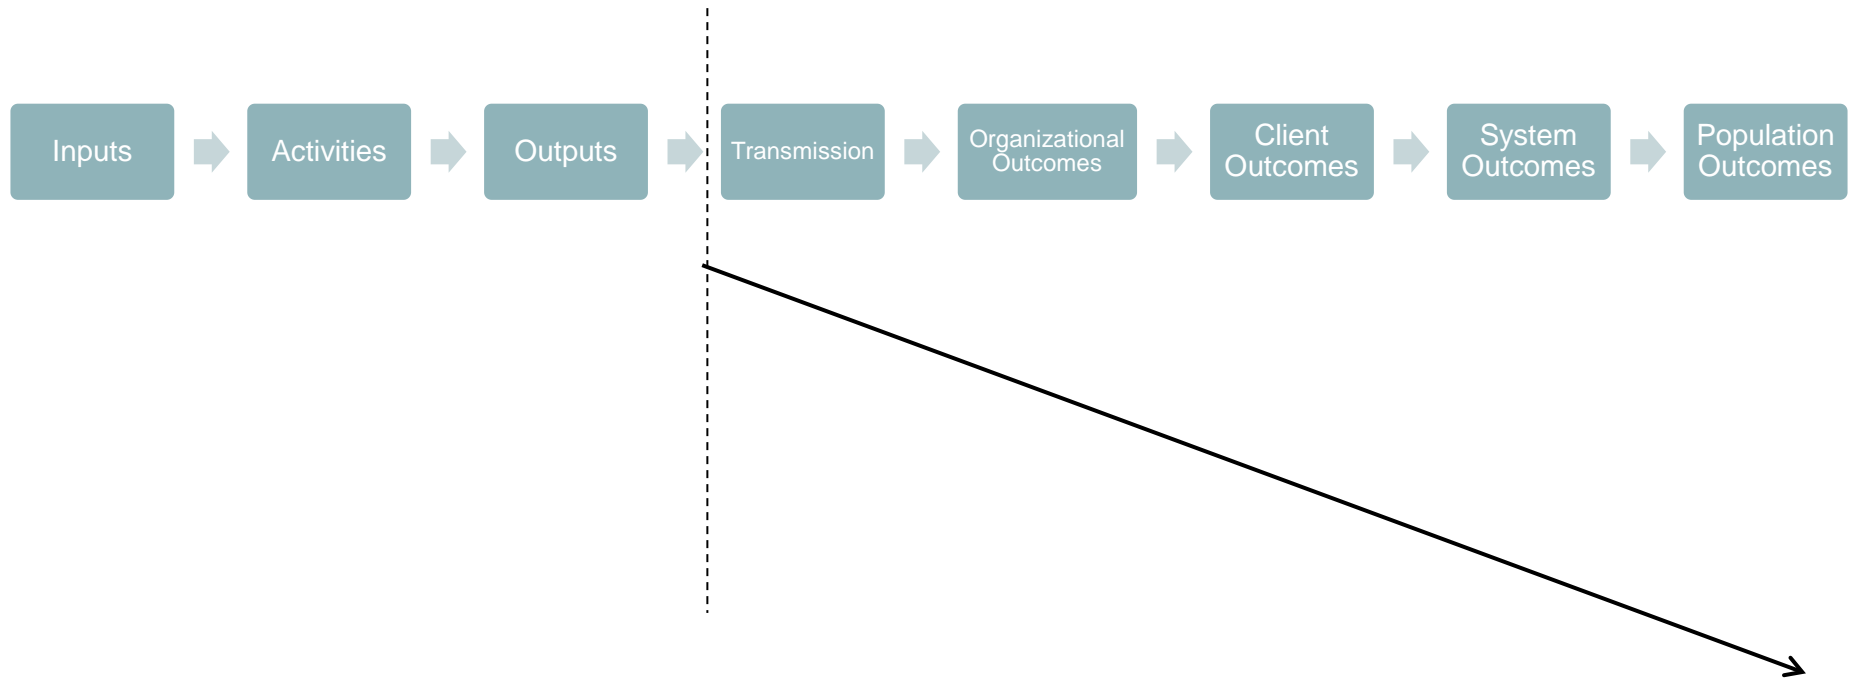 Inputs
Activities
Outputs
Transmission
Organizational
Outcomes
Client
Outcomes
System
Outcomes
Population
Outcomes